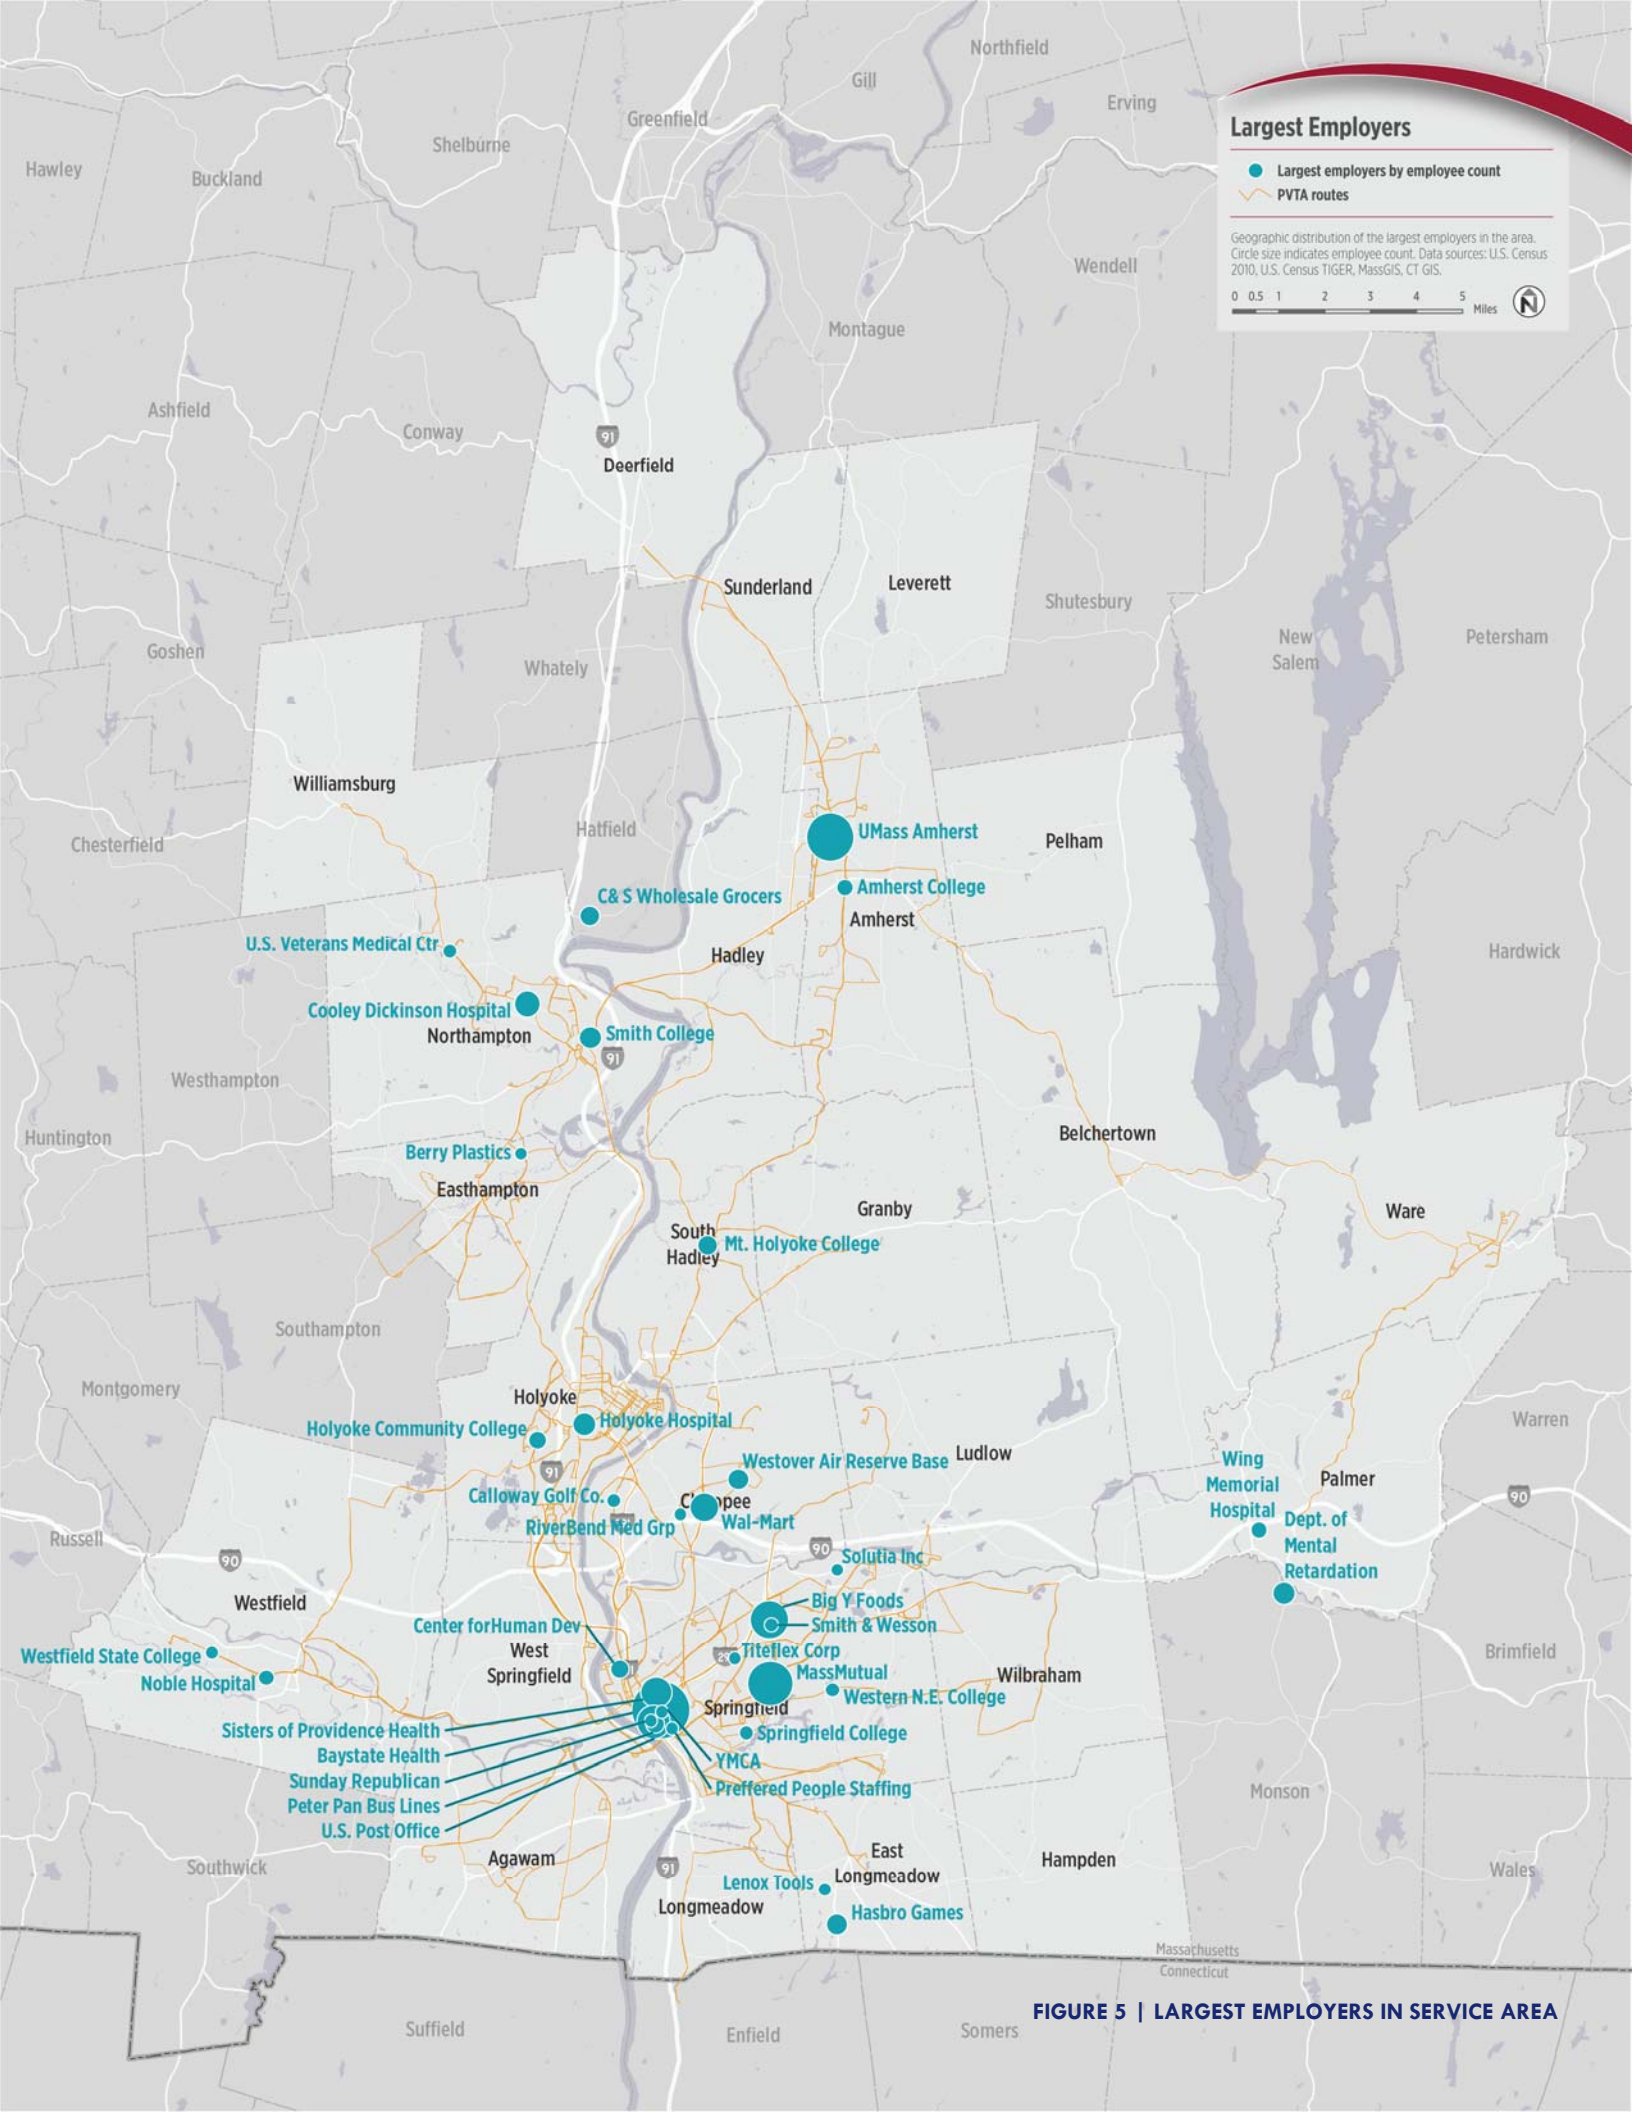 Northfield
Gill
Erving
Greenfield
Shelburne
Hawley
Buckland
Largest Employers
Largest employers by employee count
PVTA routes
Geographic distribution of the largest employers in the area.
Circle size indicates employee count. Data sources: U.S. Census
2010, U.S. Census TIGER, MassGIS, CT GIS.
0 0.5 1 2 3 4 5
Miles
N
Wendell
Montague
Ashfield
Conway
91
Deerfield
Sunderland
Leverett
Shutesbury
New
Salem
Petersham
Goshen
Whately
Williamsburg
Hatfield
Chesterfield
UMass Amherst
Pelham
C& S Wholesale Grocers
Amherst College
Amherst
U.S. Veterans Medical Ctr
Hadley
Hardwick
Cooley Dickinson Hospital
Northampton
Smith College
91
Westhampton
Huntington
Belchertown
Berry Plastics
Easthampton
Granby
Ware
South
Hadley
Mt. Holyoke College
Southampton
Montgomery
Holyoke
Holyoke Hospital
Holyoke Community College
Warren
Ludlow
Westover Air Reserve Base
Wing
Memorial
Hospital
Palmer
91
90
Calloway Golf Co.
RiverBend Med Grp
Wal-Mart
Dept. of
Mental
Retardation
Russell
90
90
Solutia Inc
Westfield
Big Y Foods
Smith & Wesson
Center forHuman Dev
West
Springfield
Titeflex Corp
Westfield State College
Noble Hospital
MassMutual
Western N.E. College
Wilbraham
Brimfield
Springfield
Springfield College
Sisters of Providence Health
Baystate Health
Sunday Republican
Peter Pan Bus Lines
U.S. Post Office
YMCA
Preffered People Staffing
Monson
Agawam
91
East
Longmeadow
Hampden
Southwick
Wales
Lenox Tools
Longmeadow
Hasbro Games
Massachusetts
Connecticut
FIGURE 5 | LARGEST EMPLOYERS IN SERVICE AREA
Suffield
Enfield
Somers